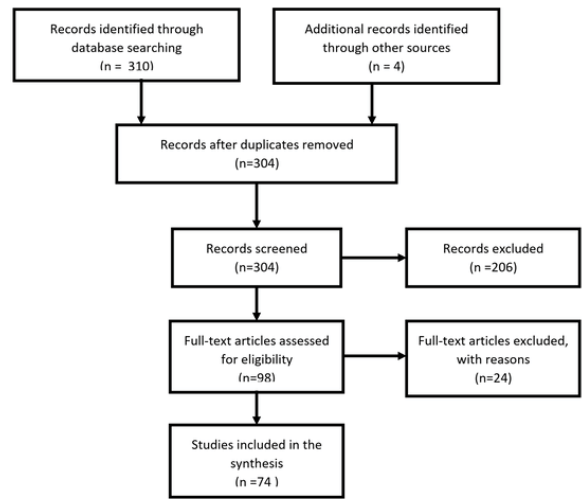 Records identified through
database searching
(n = 310)
Additional records identified
through other sources
(n = 4)
Records after duplicates removed
(n=304)
Records screened
(n=304)
Records excluded
(n =206)
Full-text articles assessed
for eligibility
(n=98)
Full-text articles excluded,
with reasons
(n=24)
Studies included in the
synthesis
(n =74 )